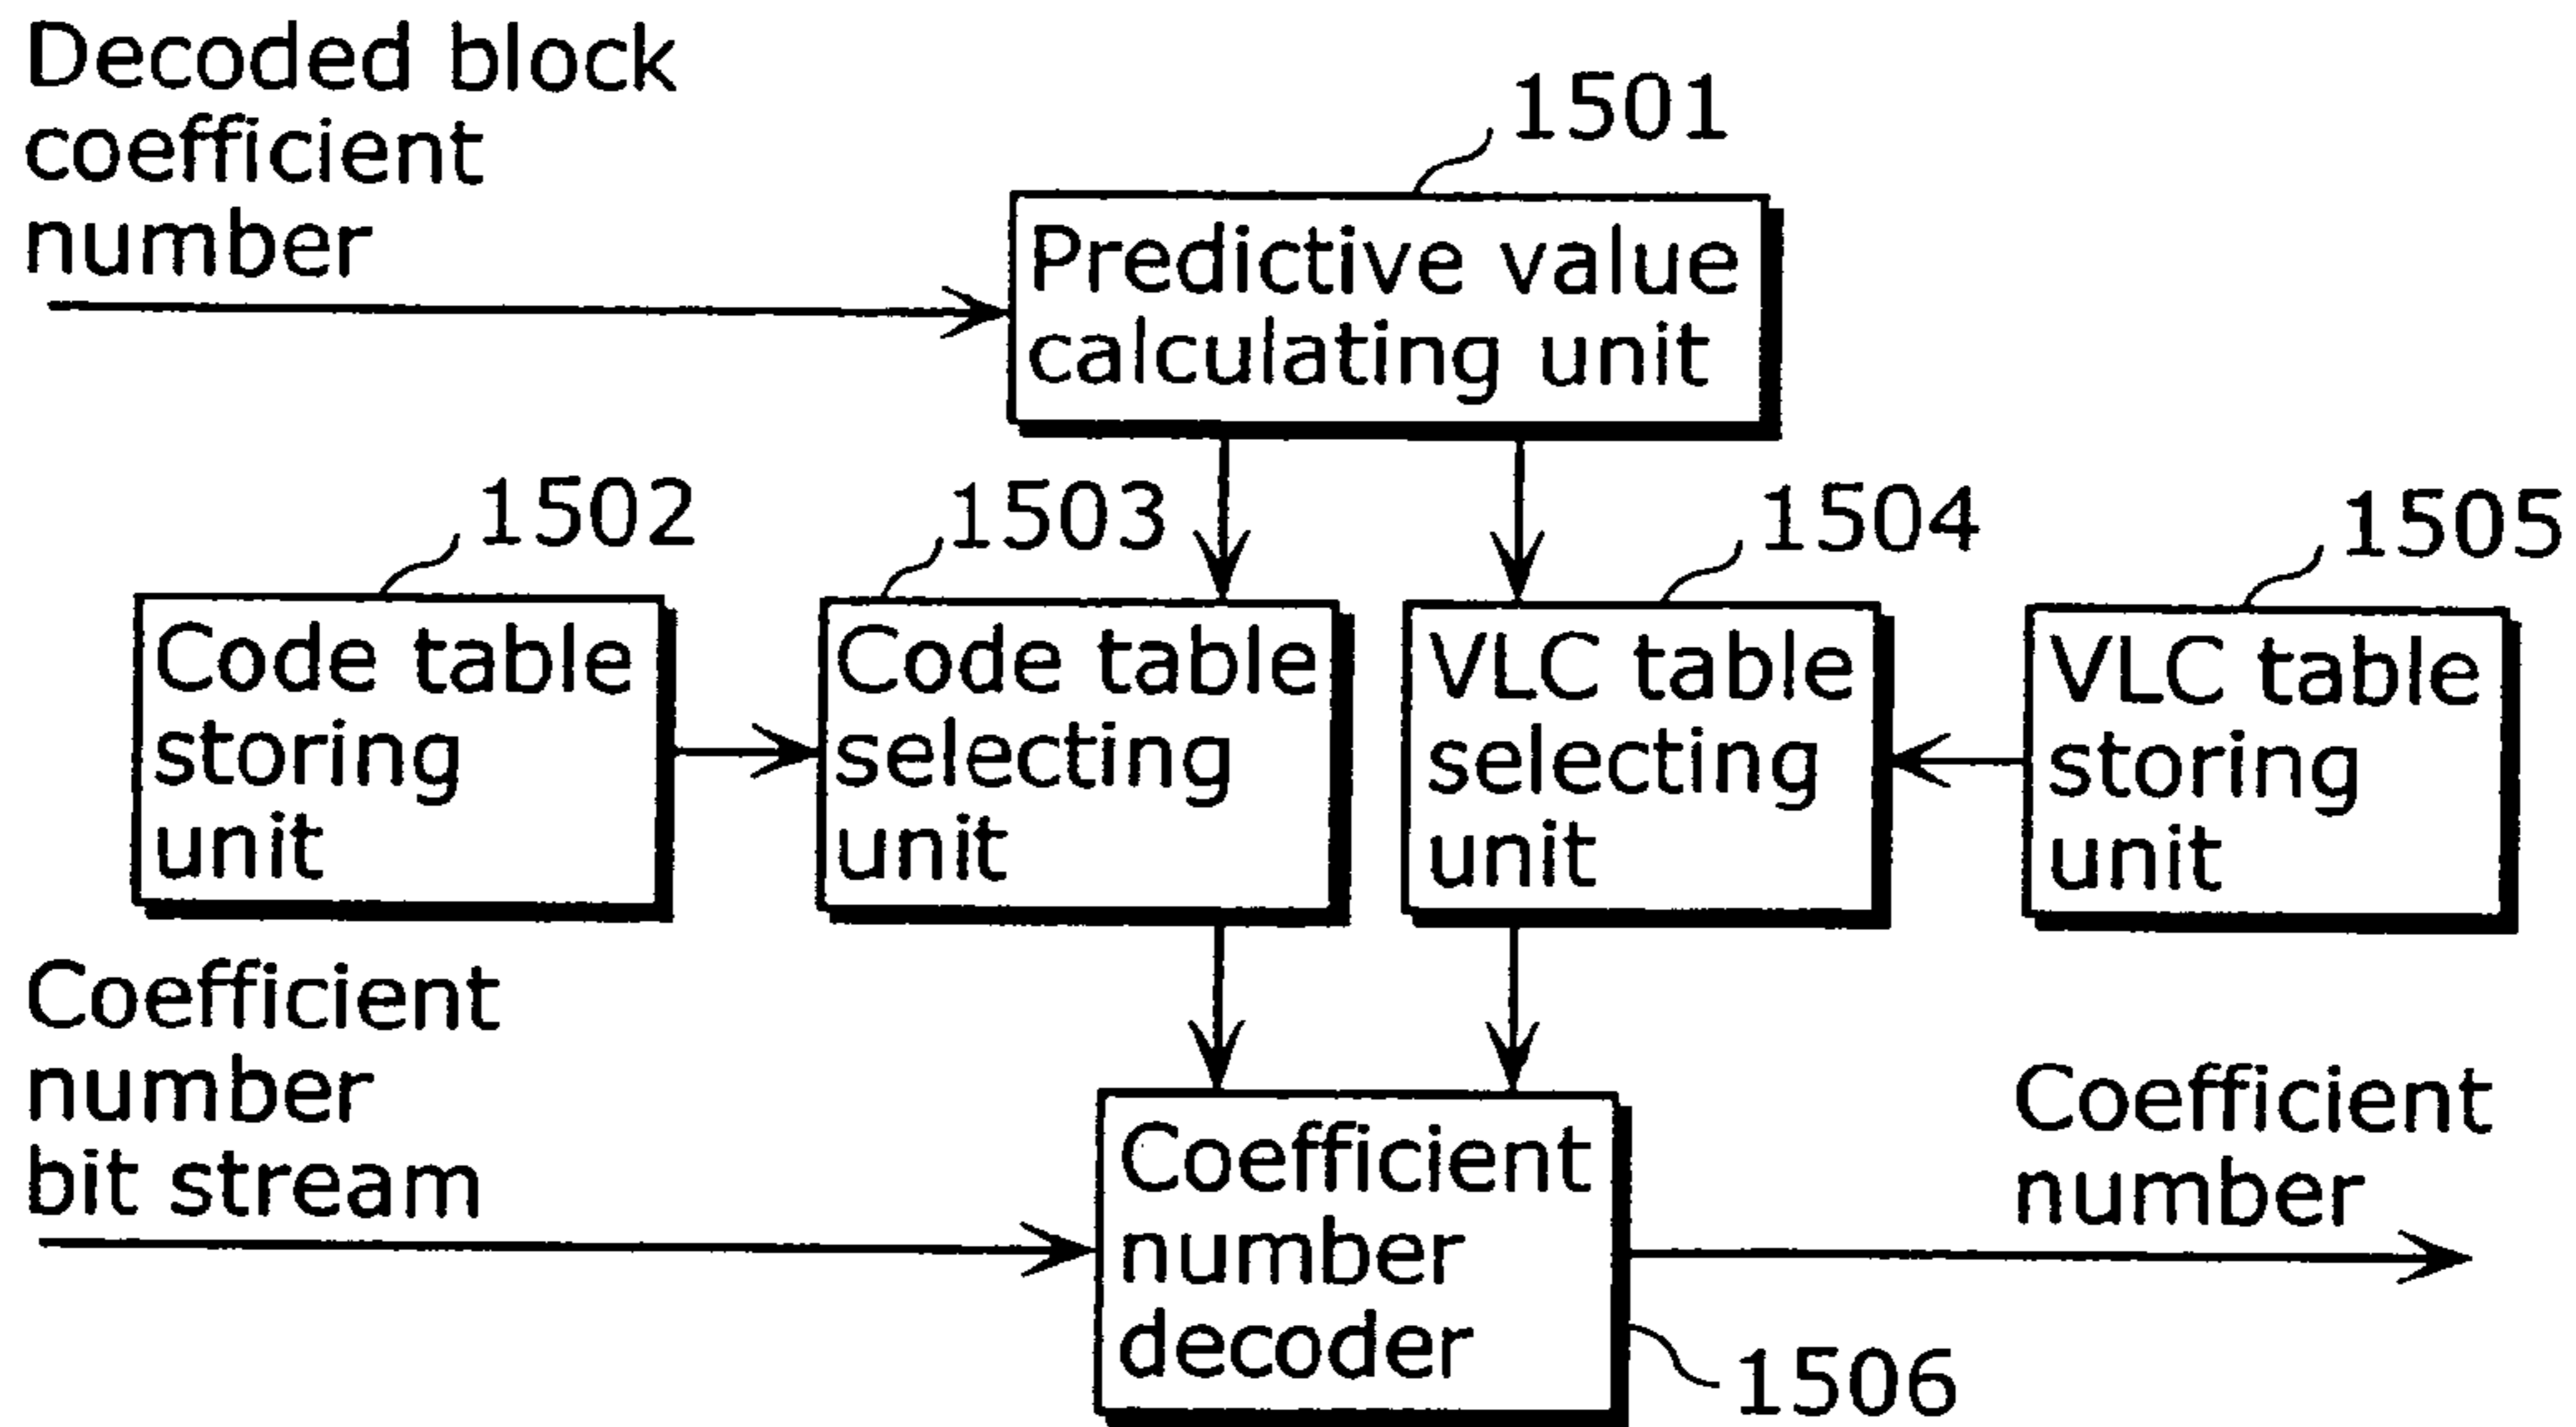 Decoded block
coefficient
number
1501
Predictive value
calculating unit
1502
1503
1504
1505
Code table
storing
unit
Code table
selecting
unit
VLC table
selecting
unit
VLC table
storing
unit
Coefficient
number
bit stream
Coefficient
number
decoder
Coefficient
number
1506